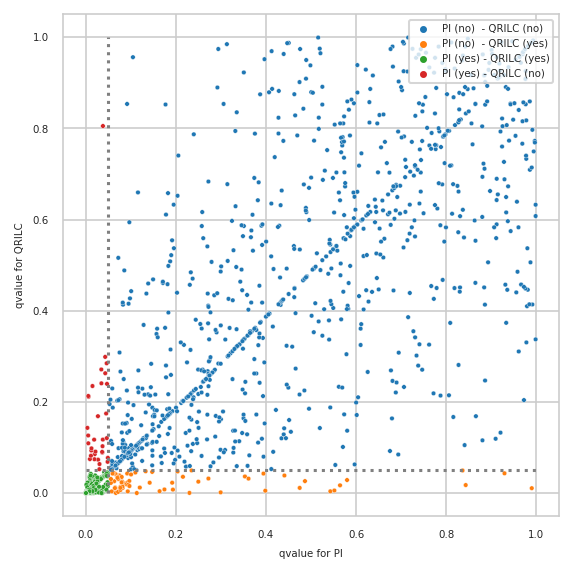 PI (no)  - QRILC (no)
PI (no)  - QRILC (yes)
PI (yes) - QRILC (yes)
PI (yes) - QRILC (no)
1.0
0.8
0.6
0.4
0.2
0.0
qvalue for QRILC
0.0 0.2 0.4 0.6 0.8 1.0
qvalue for PI